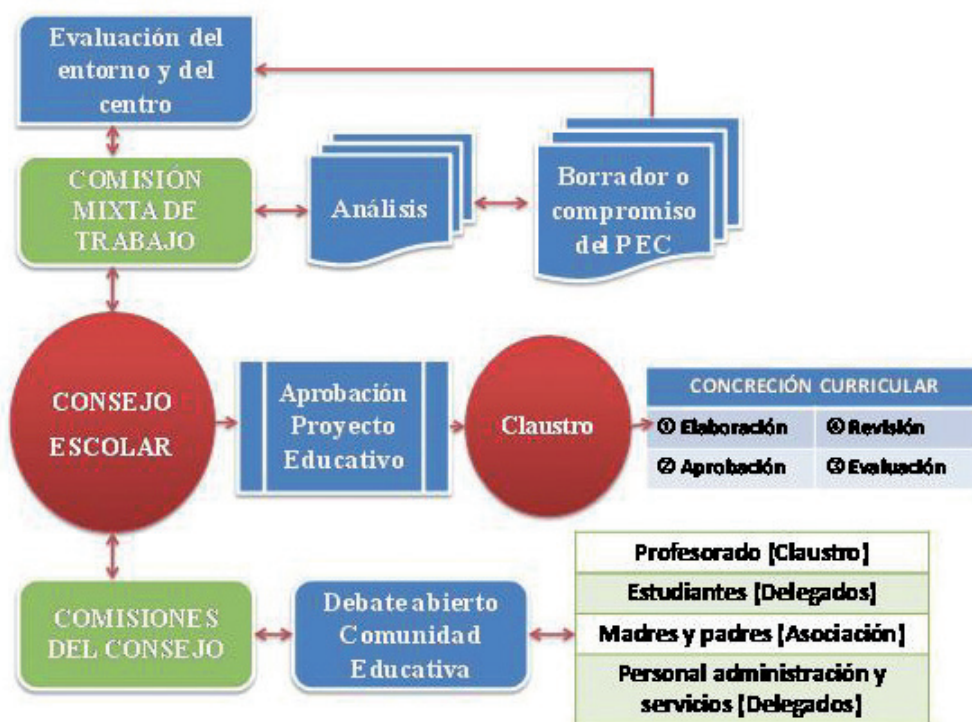 Evaluación del
entorno y del
centro
COMISIÓN
MIXTA DE
TRABAJO
Análisis
Borrador o
compromiso
del PEC
CONSEJO
ESCOLAR
Aprobación
Proyecto
Educativo
Claustro
CONCRECIÓN CURRICULAR
① Elaboración
④ Revisión
② Aprobación
③ Evaluación
COMISIONES
DEL CONSEJO
Debate abierto
Comunidad
Educativa
Profesorado [Claustro]
Estudiantes [Delegados]
Madres y padres [Asociación]
Personal administración y
servicios [Delegados]